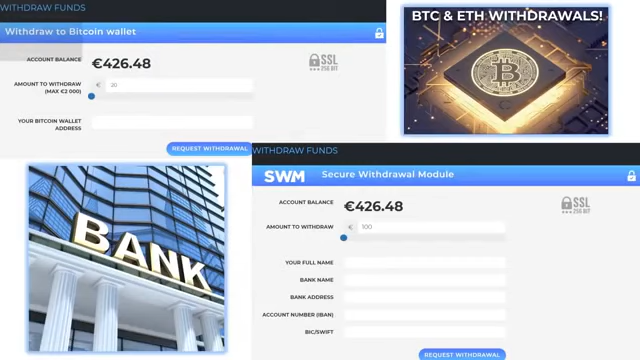 WITHDRAW FUNDS
Withdraw to Bitcoin wallet
ACCOUNT BALANCE
€426.48
SSL
256 BIT
AMOUNT TO WITHDRAW
(MAX €2 000)
€ 30
YOUR BITCOIN WALLET
ADDRESS
REQUEST WITHDRAWAL
BTC & ETH WITHDRAWALS!
BANK
WITHDRAW FUNDS
SWM Secure Withdrawal Module
ACCOUNT BALANCE
€426.48
SSL
256 BIT
AMOUNT TO WITHDRAW
€ 100
YOUR FULL NAME
BANK NAME
BANK ADDRESS
ACCOUNT NUMBER (IBAN)
BIC/SWIFT
REQUEST WITHDRAWAL